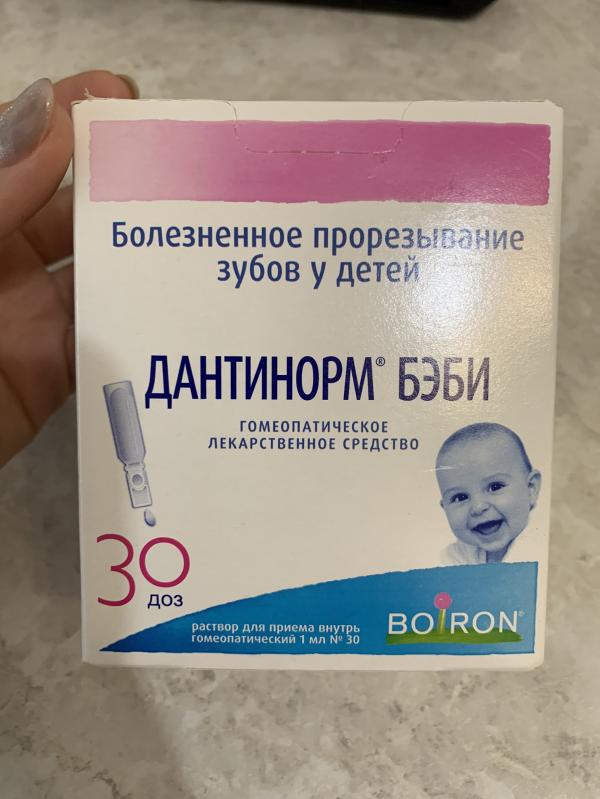 Болезненное прорезывание
зубов у детей
ДАНТИНОРМ® БЭБИ
ГОМЕОПАТИЧЕСКОЕ
ЛЕКАРСТВЕННОЕ СРЕДСТВО
30
ДОЗ
раствор для приема внутрь
гомеопатический 1 мл № 30
BOIRON®